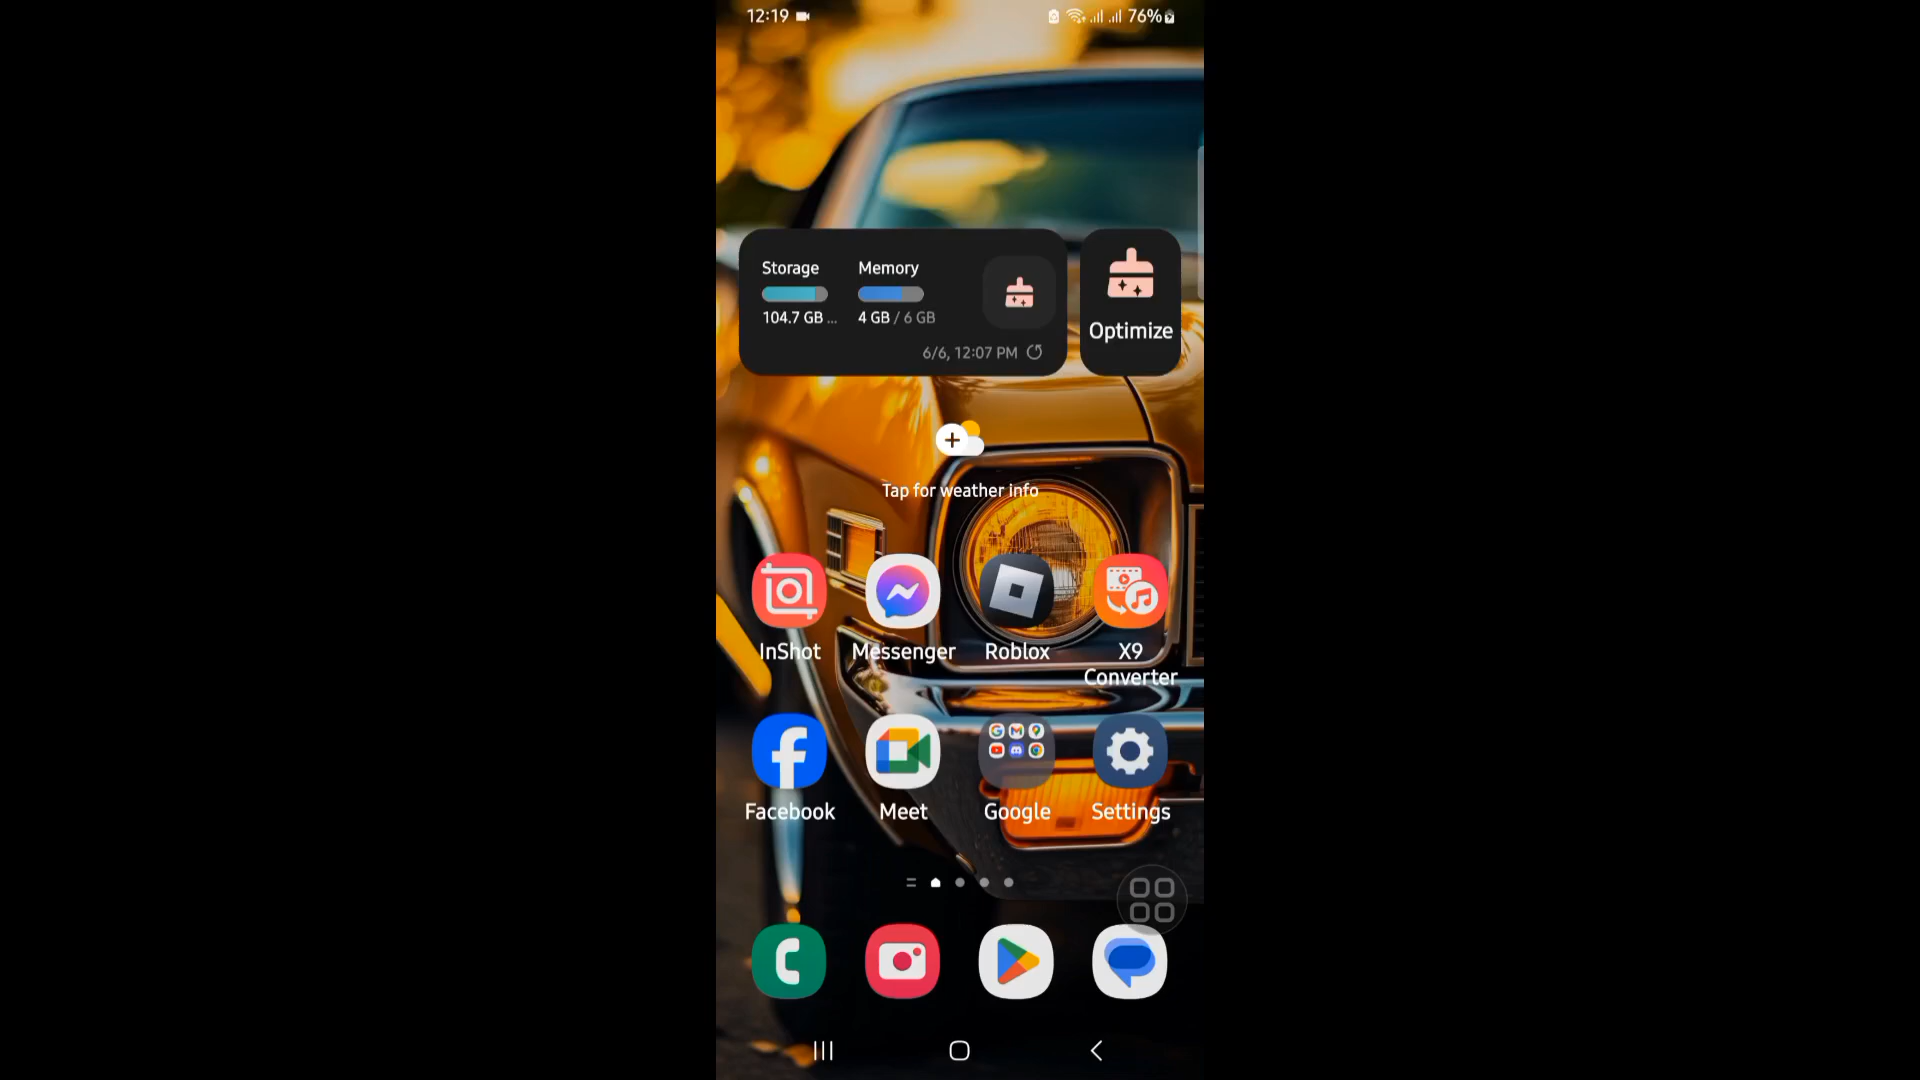 12:19 76%
Storage Memory
104.7 GB ... 4 GB / 6 GB
6/6, 12:07 PM
Optimize
Tap for weather info
InShot Messenger Roblox X9 Converter
Facebook Meet Google Settings